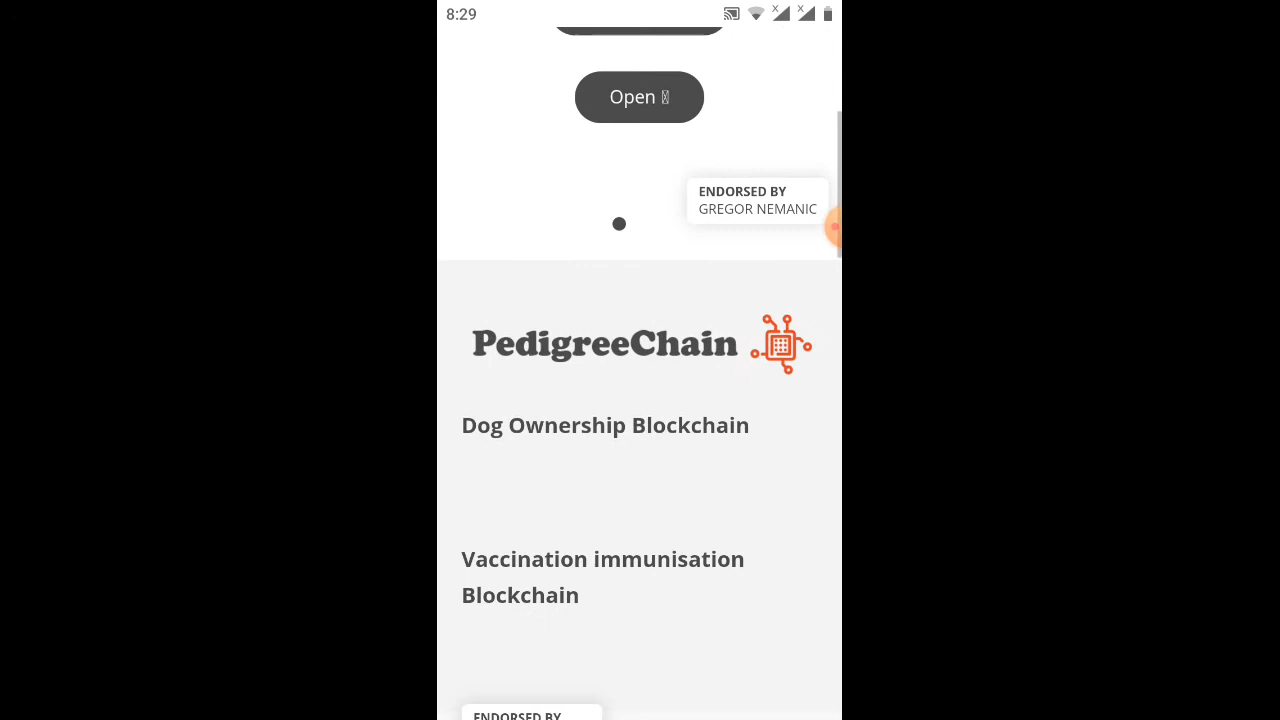 8:29
Open
ENDORSED BY
GREGOR NEMANIC
PedigreeChain
Dog Ownership Blockchain
Vaccination immunisation
Blockchain
ENDORSED BY